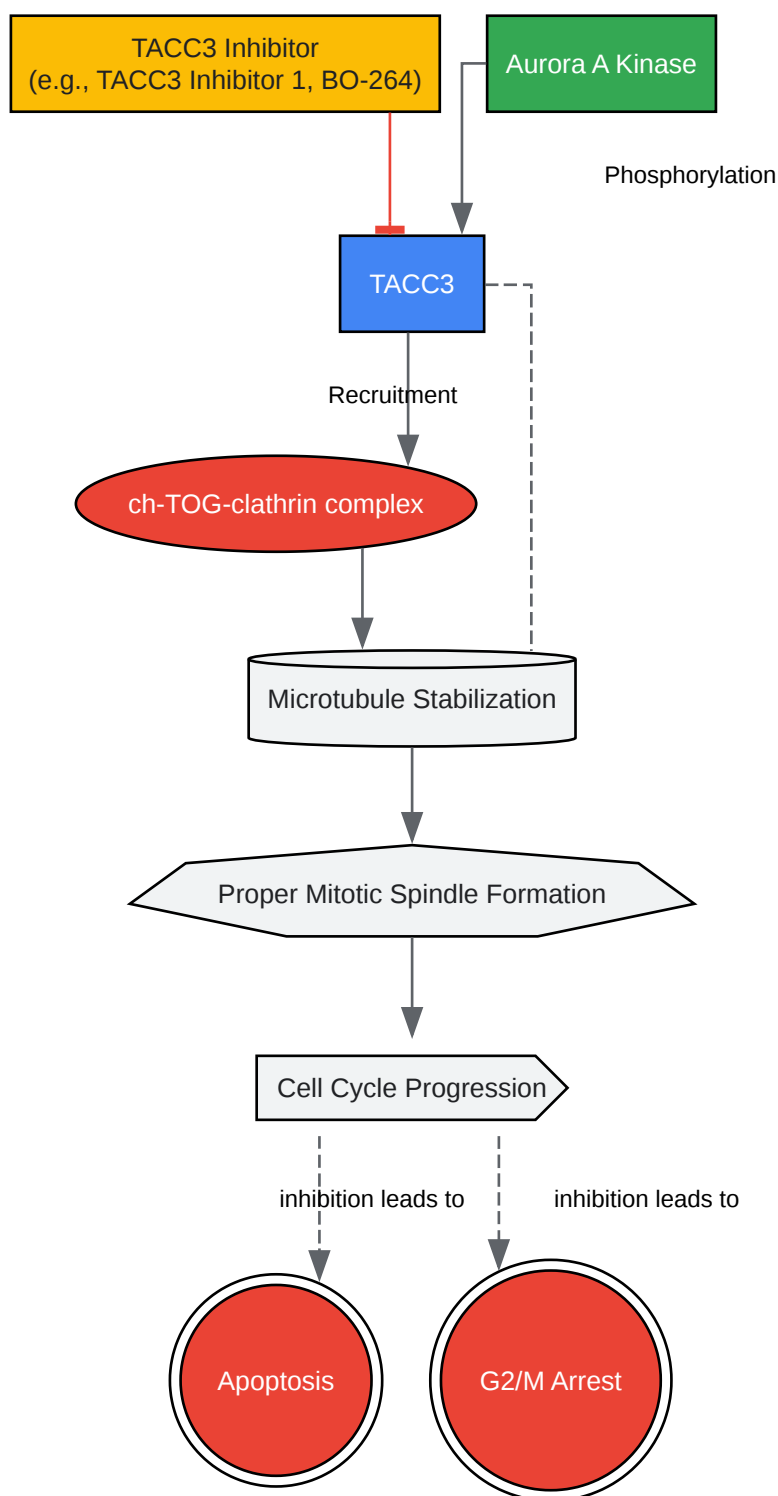 TACC3 Inhibitor
(e.g., TACC3 Inhibitor 1, BO-264)
Aurora A Kinase
Phosphorylation
TACC3
Recruitment
ch-TOG-clathrin complex
Microtubule Stabilization
Proper Mitotic Spindle Formation
Cell Cycle Progression
inhibition leads to
inhibition leads to
Apoptosis
G2/M Arrest